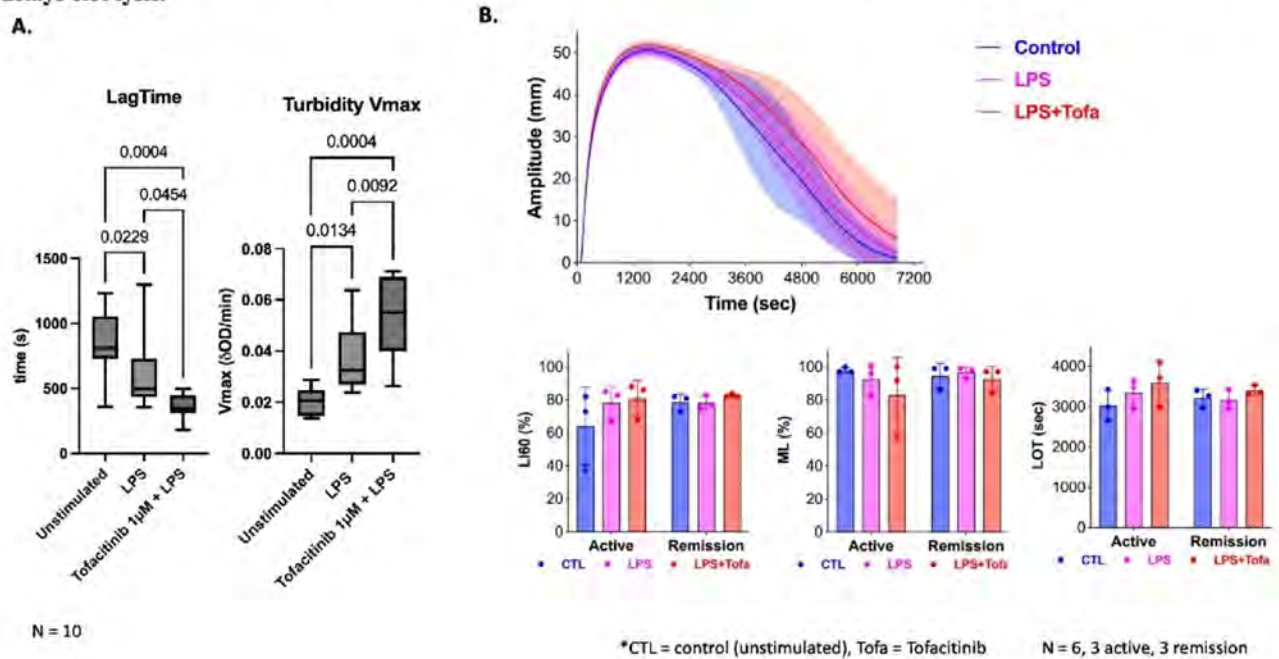 A.
LagTime
0.0004
0.0454
0.0229
1500
1000
500
0
time (s)
Unstimulated
LPS
Tofacitinib 1μM + LPS
Turbidity Vmax
0.0004
0.0092
0.0134
0.08
0.06
0.04
0.02
0.00
Vmax (δOD/min)
Unstimulated
LPS
Tofacitinib 1μM + LPS
N = 10
B.
50
40
30
20
10
0
Amplitude (mm)
0 1200 2400 3600 4800 6000 7200
Time (sec)
Control
LPS
LPS+Tofa
100
80
60
40
20
0
LI60 (%)
Active Remission
CTL LPS LPS+Tofa
100
80
60
40
20
0
ML (%)
Active Remission
CTL LPS LPS+Tofa
4000
3000
2000
1000
0
LOT (sec)
Active Remission
CTL LPS LPS+Tofa
*CTL = control (unstimulated), Tofa = Tofacitinib
N = 6, 3 active, 3 remission